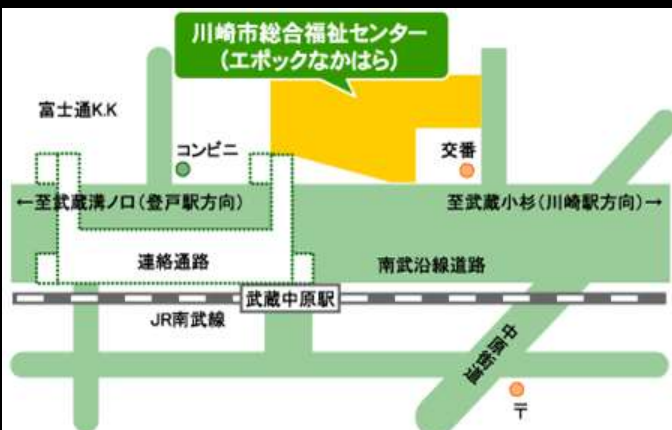 川崎市総合福祉センター
（エポックなかはら）
富士通K.K
コンビニ
交番
←至武蔵溝ノ口（登戸駅方向）
至武蔵小杉（川崎駅方向）→
連絡通路
南武沿線道路
武蔵中原駅
JR南武線
中原街道
〒